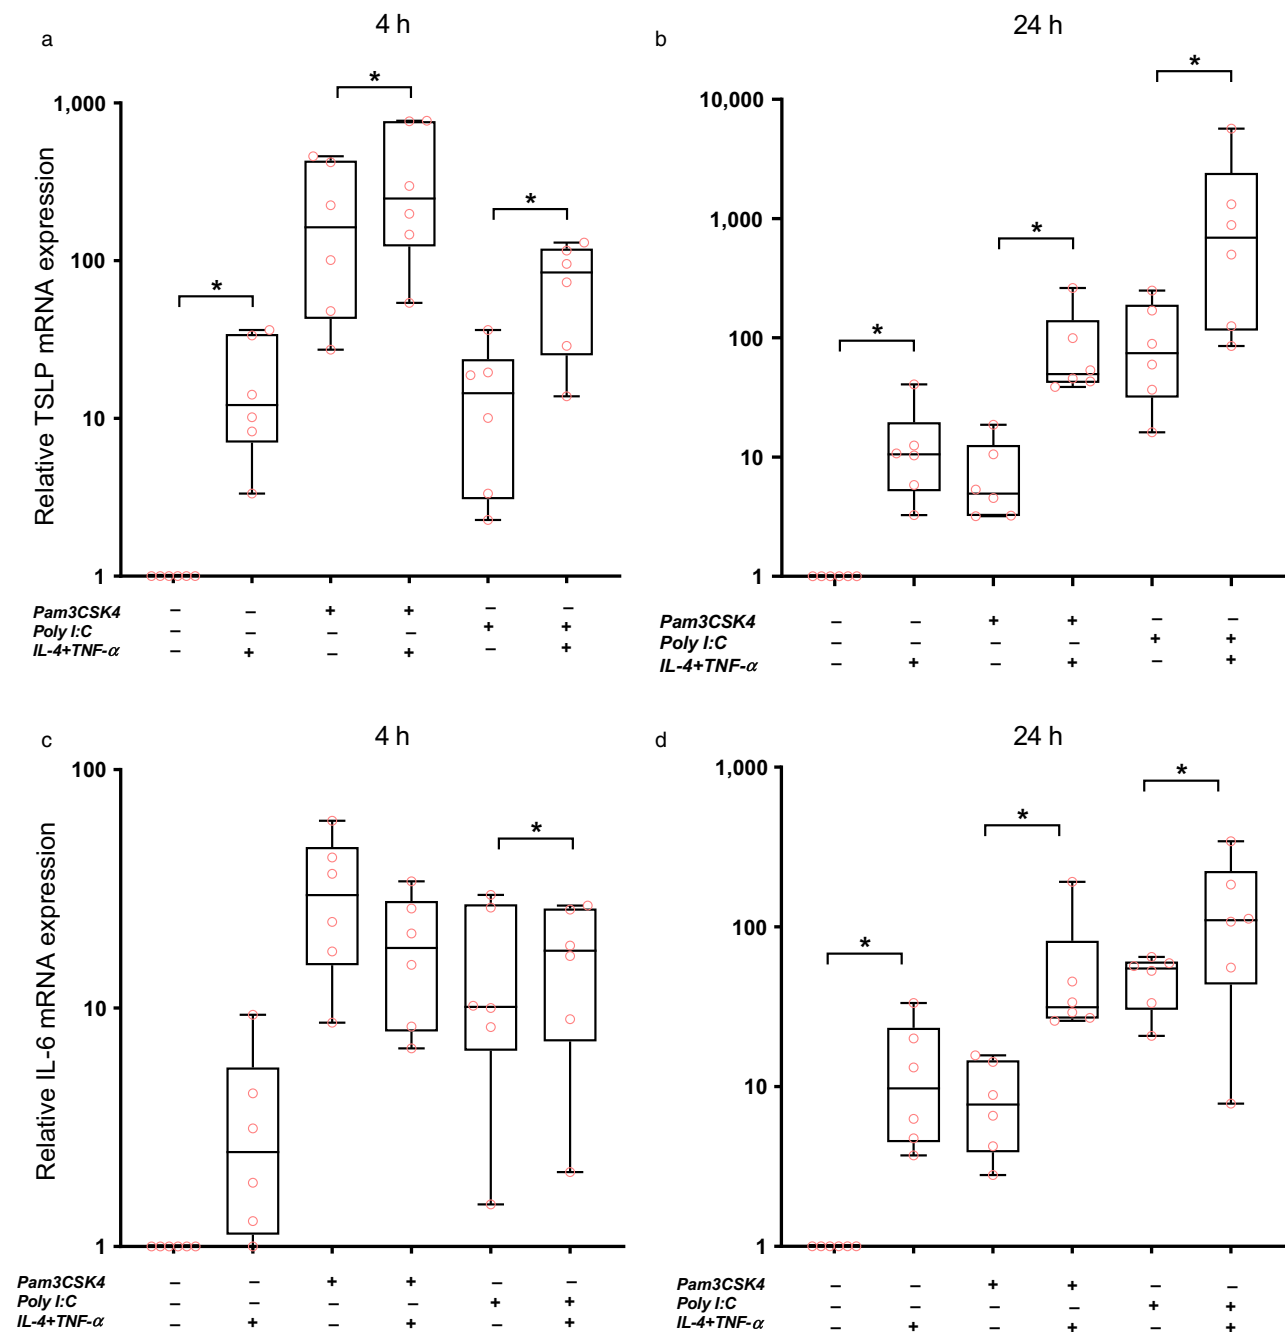 a
4 h
Relative TSLP mRNA expression
*
*
*
1,000
100
10
1
Pam3CSK4 – – + + – –
Poly I:C – – – – + +
IL-4+TNF-α – + – + – +
b
24 h
*
*
*
10,000
1,000
100
10
1
Pam3CSK4 – – + + – –
Poly I:C – – – – + +
IL-4+TNF-α – + – + – +
c
4 h
Relative IL-6 mRNA expression
*
100
10
1
Pam3CSK4 – – + + – –
Poly I:C – – – – + +
IL-4+TNF-α – + – + – +
d
24 h
*
*
*
1,000
100
10
1
Pam3CSK4 – – + + – –
Poly I:C – – – – + +
IL-4+TNF-α – + – + – +